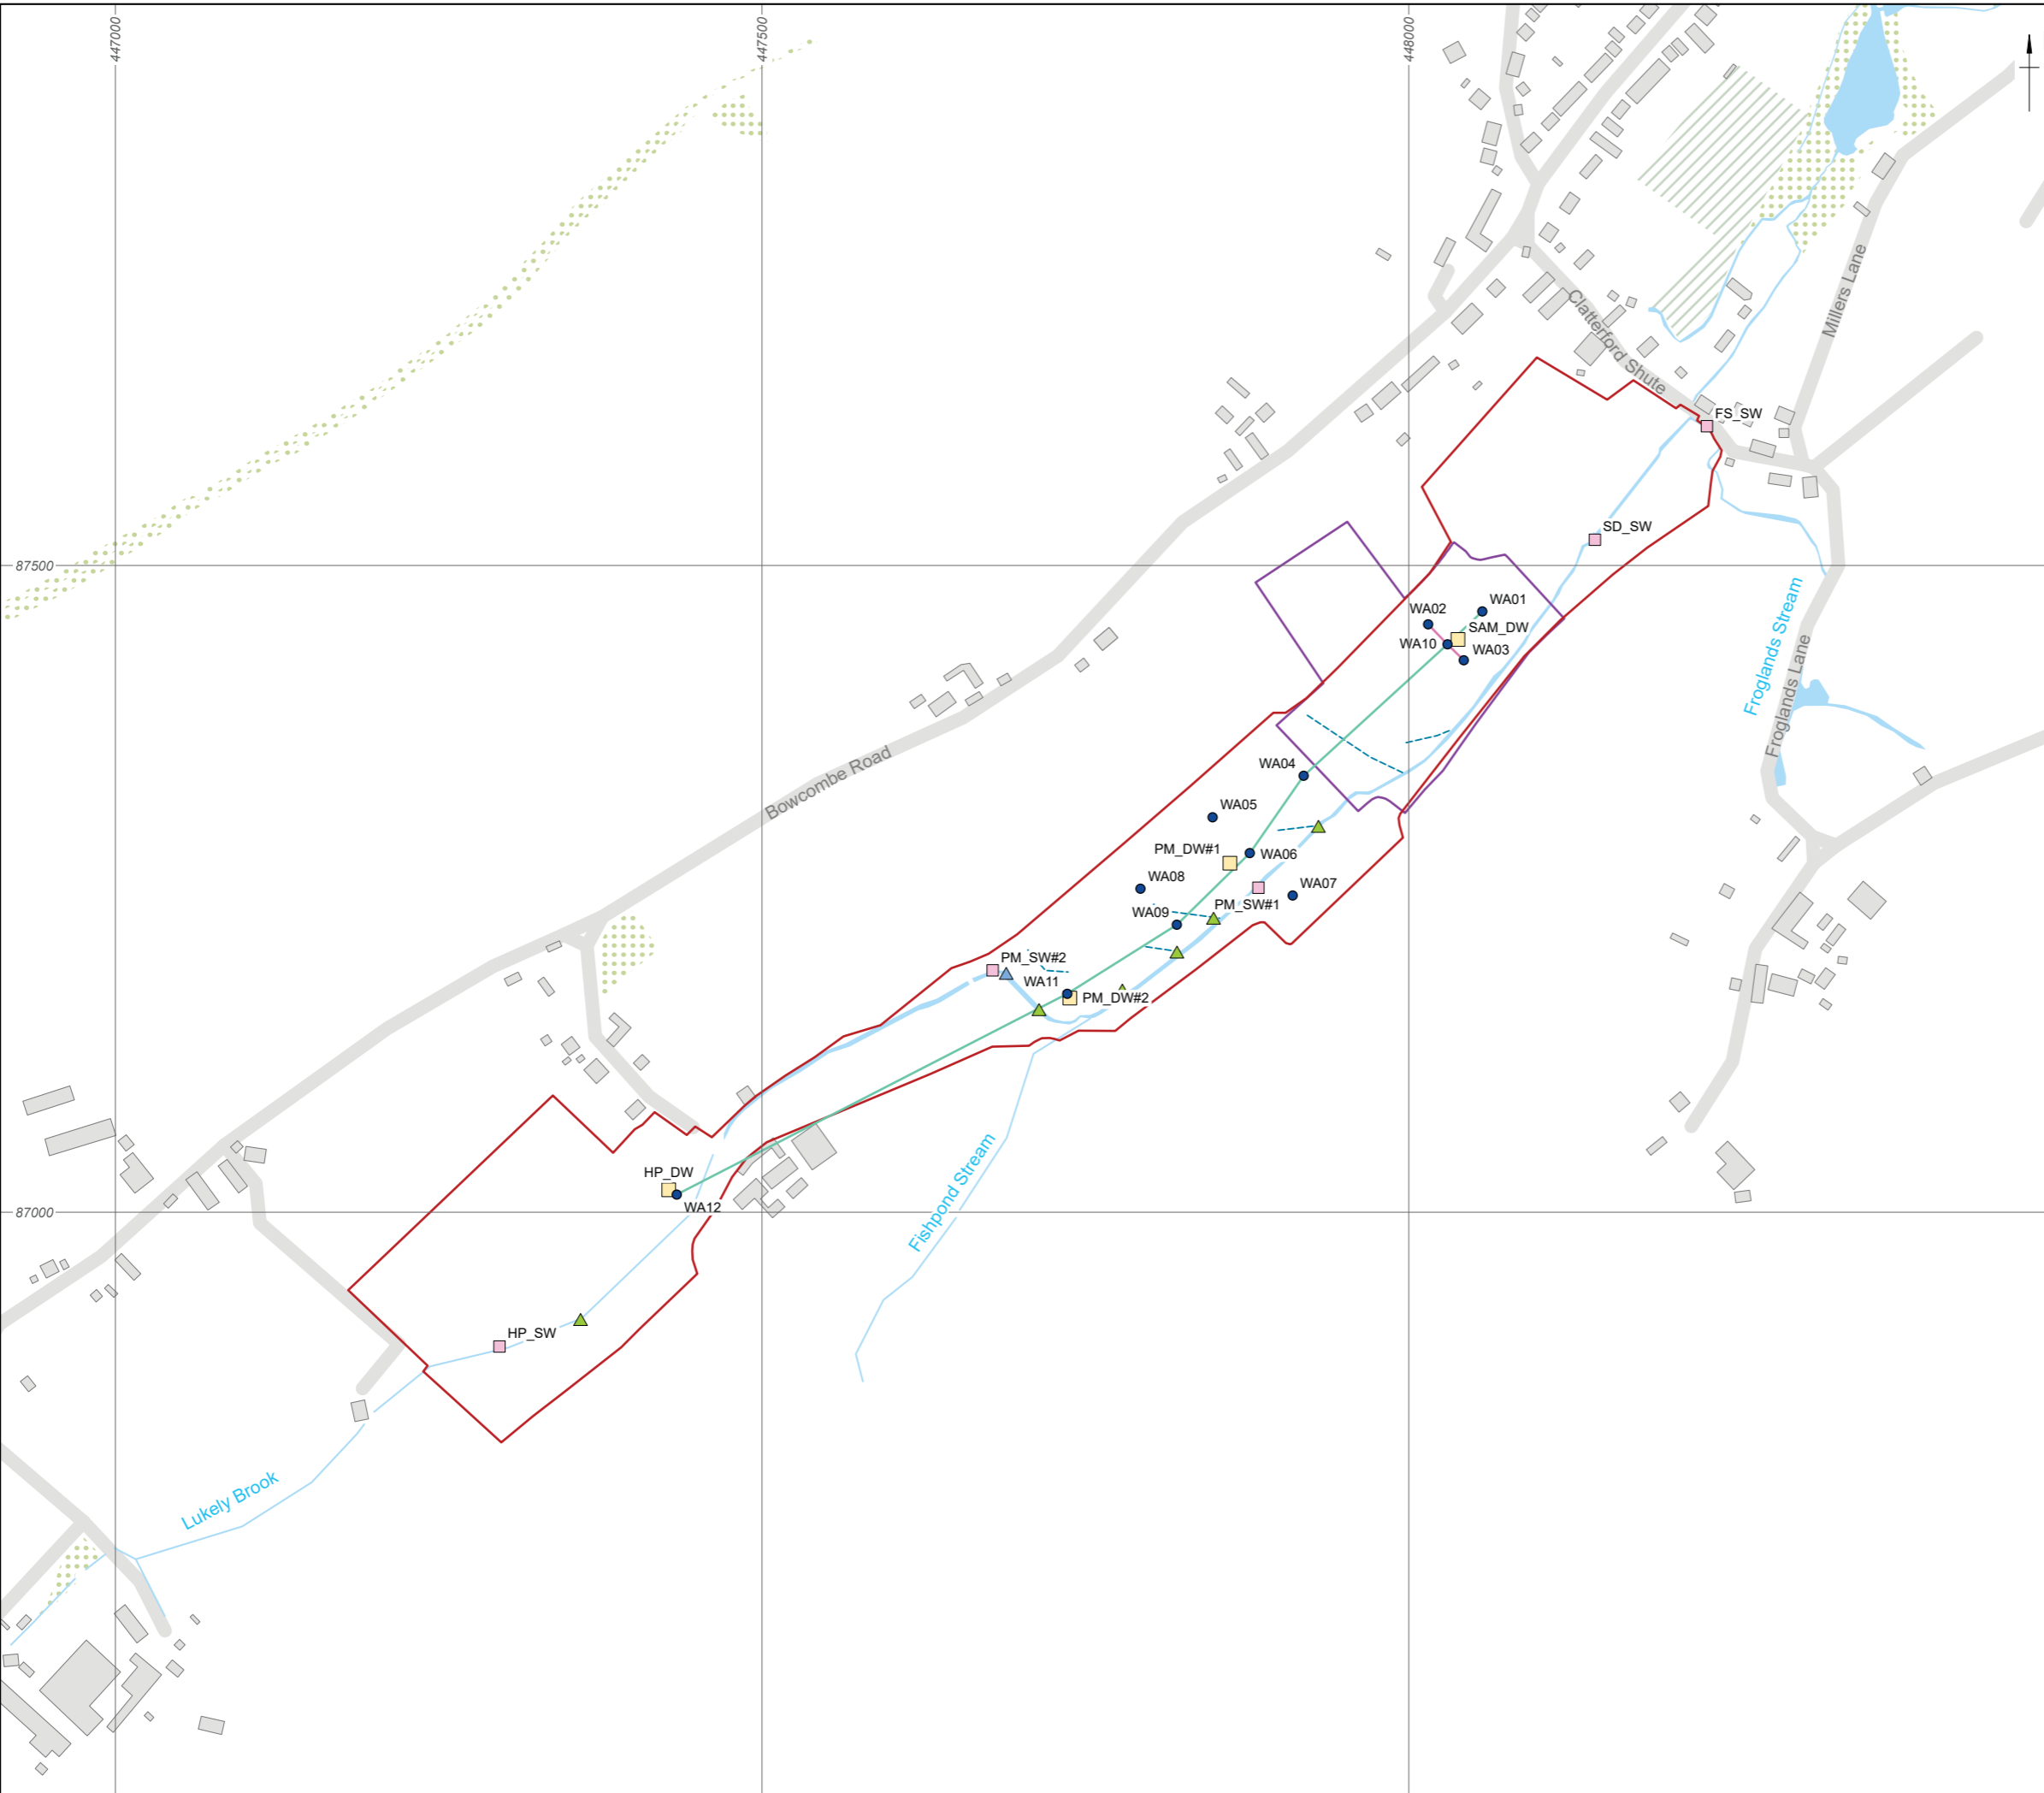 447000
447500
448000
Clatterford Shute
Millers Lane
FS_SW
SD_SW
87500
WA01
WA02
SAM_DW
WA10
WA03
Froglands Stream
Froglands Lane
Bowcombe Road
WA04
WA05
PM_DW#1
WA06
WA08
WA07
PM_SW#1
WA09
PM_SW#2
WA11
PM_DW#2
HP_DW
WA12
87000
Fishpond Stream
HP_SW
Lukely Brook